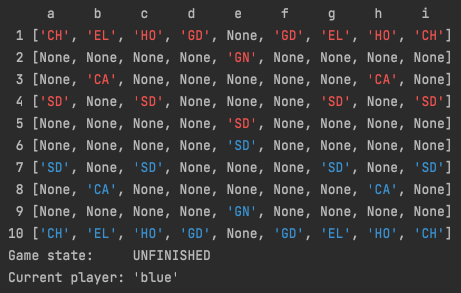 a b c d e f g h i
1 ['CH', 'EL', 'HO', 'GD', None, 'GD', 'EL', 'HO', 'CH']
2 [None, None, None, None, 'GN', None, None, None, None]
3 [None, 'CA', None, None, None, None, None, 'CA', None]
4 ['SD', None, 'SD', None, None, None, 'SD', None, 'SD']
5 [None, None, None, None, 'SD', None, None, None, None]
6 [None, None, None, None, 'SD', None, None, None, None]
7 ['SD', None, 'SD', None, None, None, 'SD', None, 'SD']
8 [None, 'CA', None, None, None, None, None, 'CA', None]
9 [None, None, None, None, 'GN', None, None, None, None]
10 ['CH', 'EL', 'HO', 'GD', None, 'GD', 'EL', 'HO', 'CH']
Game state: UNFINISHED
Current player: 'blue'